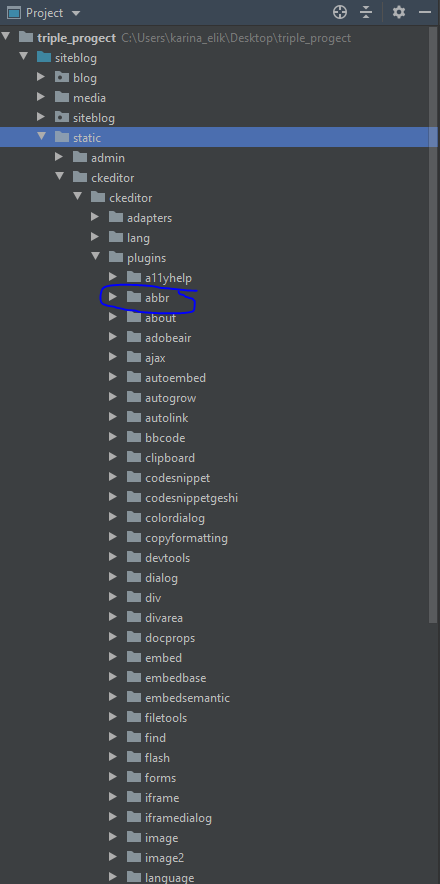 Project
triple_progect C:\Users\karina_elik\Desktop\triple_progect
siteblog
blog
media
siteblog
static
admin
ckeditor
ckeditor
adapters
lang
plugins
a11yhelp
abbr
about
adobeair
ajax
autoembed
autogrow
autolink
bbcode
clipboard
codesnippet
codesnippetgeshi
colordialog
copyformatting
devtools
dialog
div
divarea
docprops
embed
embedbase
embedsemantic
filetools
find
flash
forms
iframe
iframedialog
image
image2
language